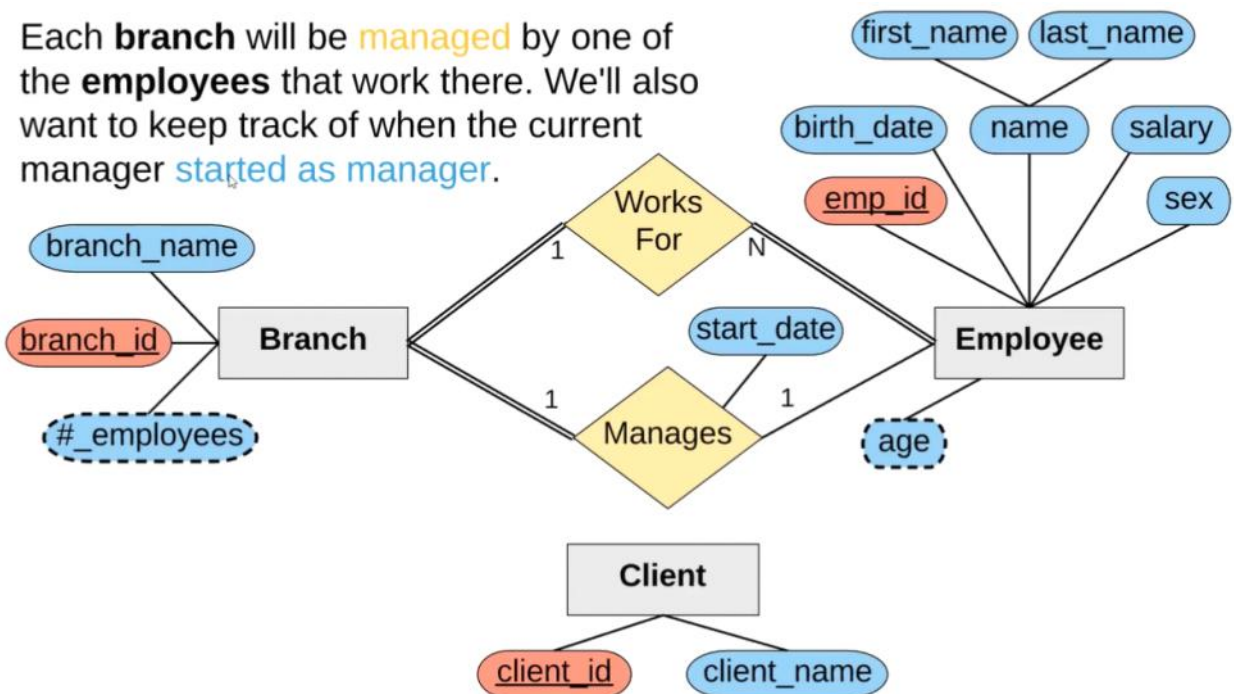 Each branch will be managed by one of
the employees that work there. We'll also
want to keep track of when the current
manager started as manager.
first_name
last_name
birth_date
name
salary
emp_id
sex
Works
For
branch_name
1
N
branch_id
Branch
start_date
Employee
1
1
#_employees
Manages
age
Client
client_id
client_name